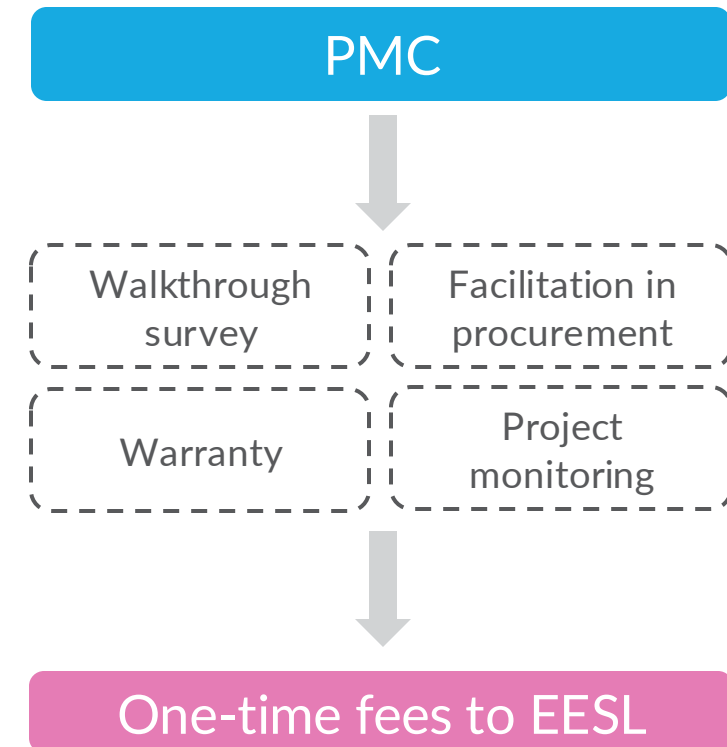 PMC
Walkthrough
survey
Facilitation in
procurement
Warranty
Project
monitoring
One-time fees to EESL